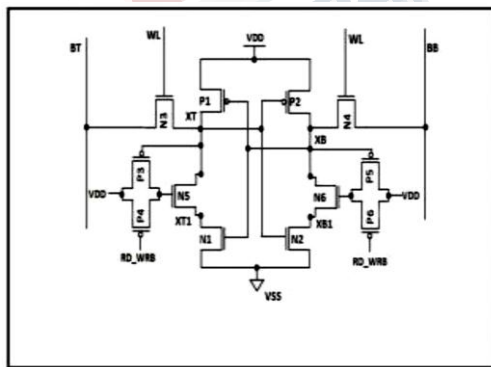 BT
WL
VDD
WL
BB
P1
P2
XT
N3
N4
XB
P3
P5
VDD
N5
N6
VDD
P4
P6
XT1
XB1
N1
N2
RD_WRB
RD_WRB
VSS